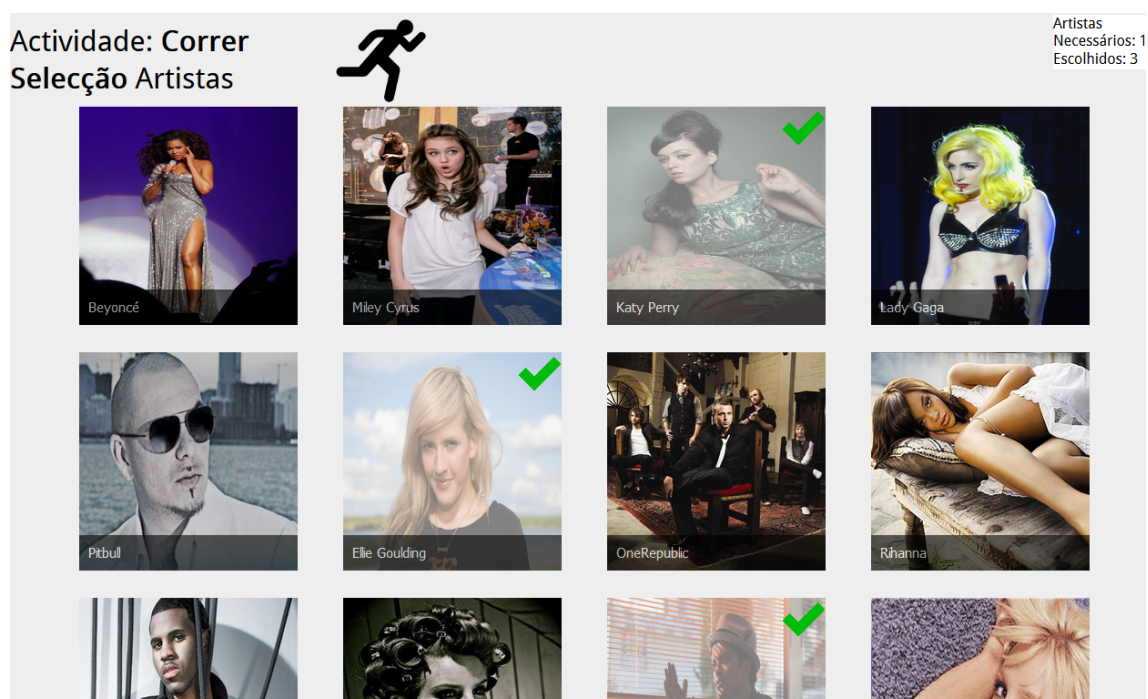 Actividade: Correr
Selecção Artistas
Artistas
Necessários: 1
Escolhidos: 3
Beyoncé
Miley Cyrus
Katy Perry
Lady Gaga
Pitbull
Ellie Goulding
OneRepublic
Rihanna